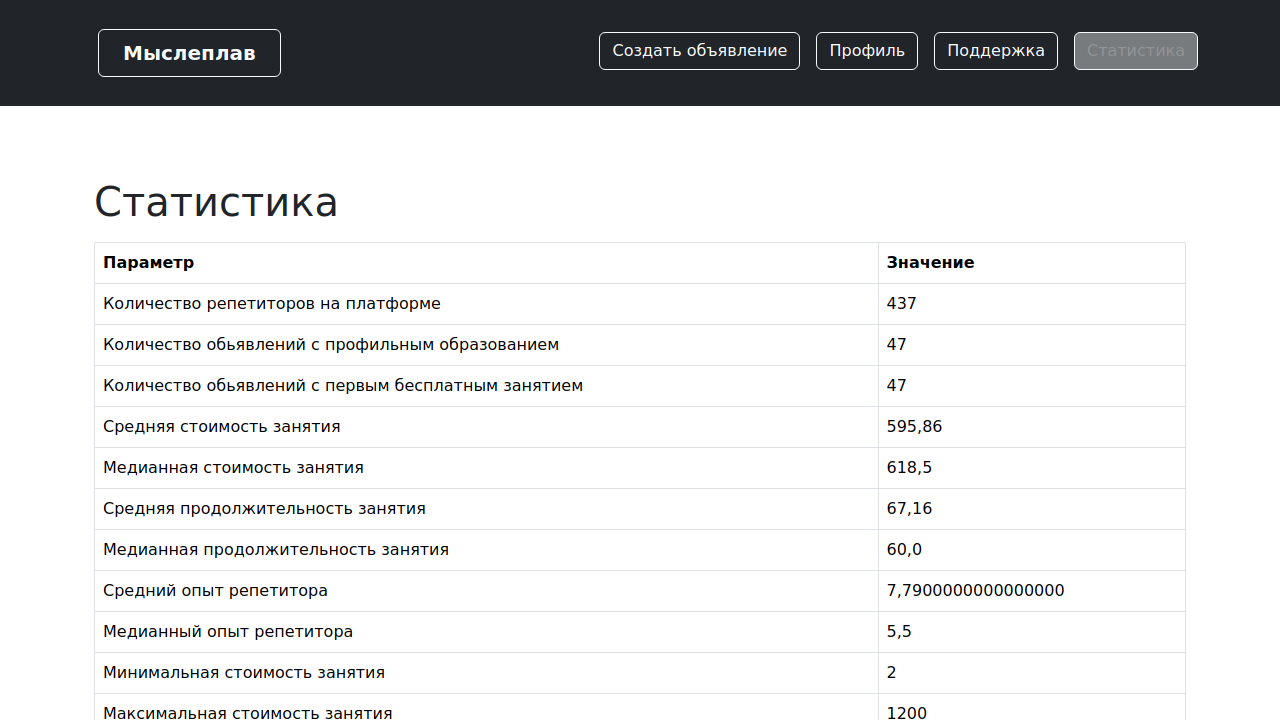 Мыслеплав
Создать объявление
Профиль
Поддержка
Статистика
Статистика
Параметр Значение
Количество репетиторов на платформе 437
Количество обьявлений с профильным образованием 47
Количество обьявлений с первым бесплатным занятием 47
Средняя стоимость занятия 595,86
Медианная стоимость занятия 618,5
Средняя продолжительность занятия 67,16
Медианная продолжительность занятия 60,0
Средний опыт репетитора 7,7900000000000000
Медианный опыт репетитора 5,5
Минимальная стоимость занятия 2
Максимальная стоимость занятия 1200